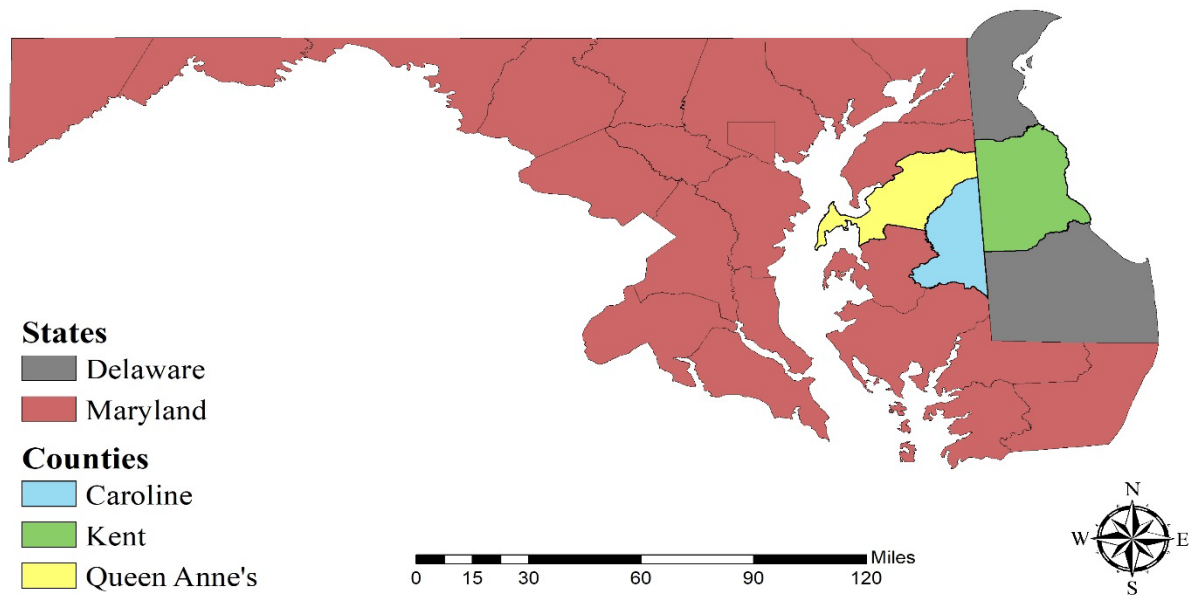 States
Delaware
Maryland
Counties
Caroline
Kent
Queen Anne's
0 15 30 60 90 120
Miles
N
W E
S